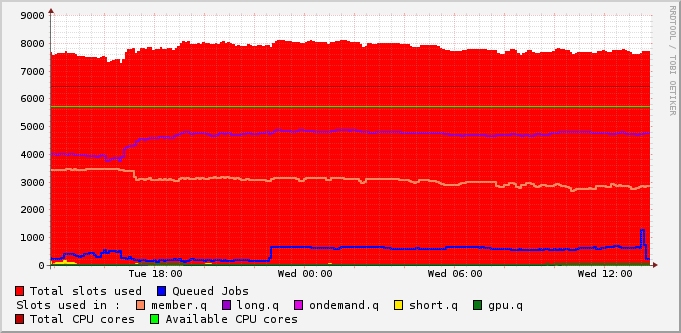 9000
8000
7000
6000
5000
4000
3000
2000
1000
0
Tue 18:00 Wed 00:00 Wed 06:00 Wed 12:00
Total slots used Queued Jobs
Slots used in : member.q long.q ondemand.q short.q gpu.q
Total CPU cores Available CPU cores
RRDTOOL / TOBI OETIKER